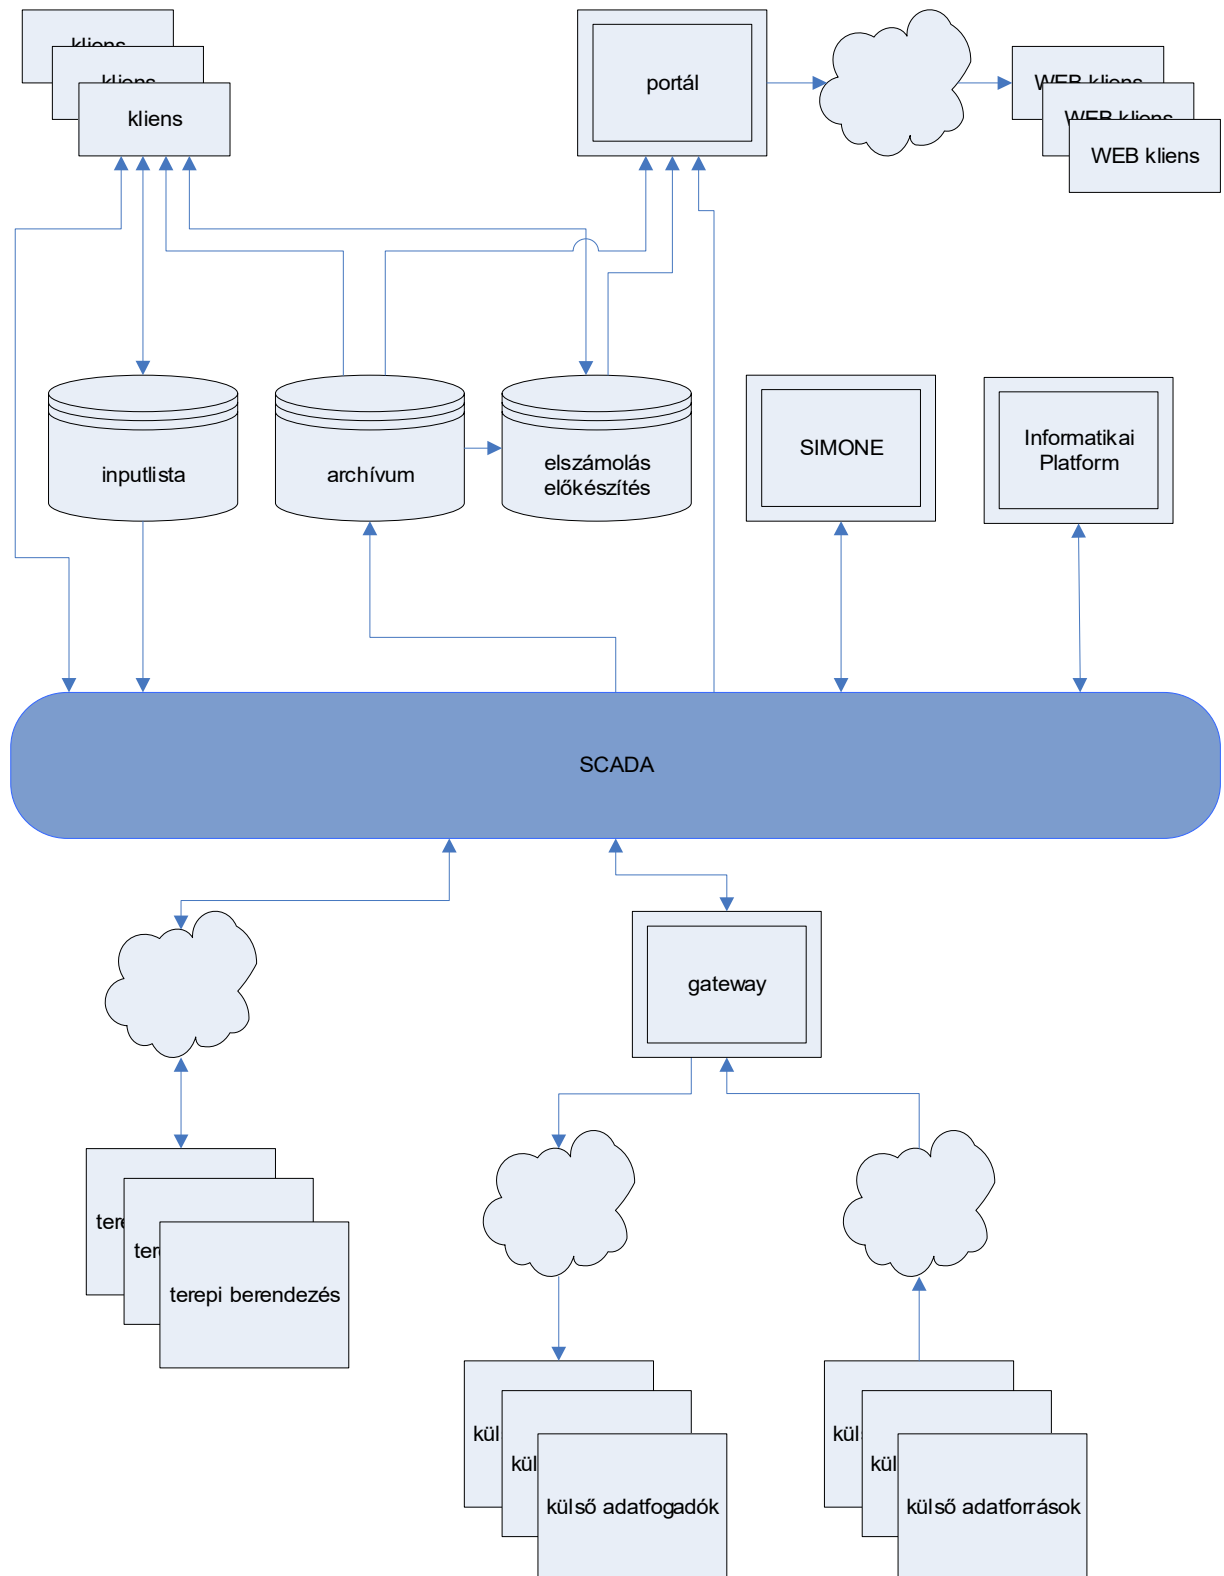 kliens
kliens
kliens
portál
WEB kliens
WEB kliens
WEB kliens
inputlista
archívum
elszámolás
előkészítés
SIMONE
Informatikai
Platform
SCADA
gateway
terepi berendezés
külső adatfogadók
külső adatforrások